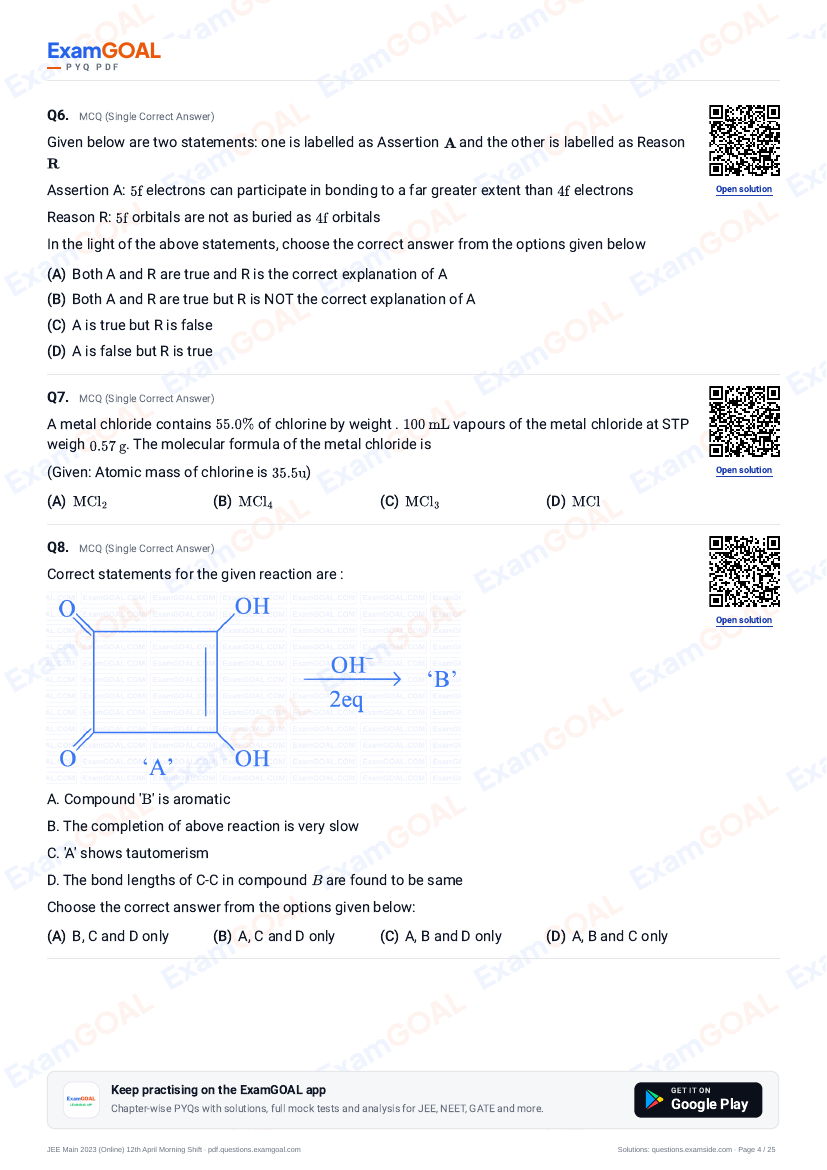 ExamGOAL
PYQ PDF
Q6. MCQ (Single Correct Answer)
Given below are two statements: one is labelled as Assertion A and the other is labelled as Reason
R
Assertion A: 5f electrons can participate in bonding to a far greater extent than 4f electrons
Reason R: 5f orbitals are not as buried as 4f orbitals
In the light of the above statements, choose the correct answer from the options given below
(A) Both A and R are true and R is the correct explanation of A
(B) Both A and R are true but R is NOT the correct explanation of A
(C) A is true but R is false
(D) A is false but R is true
Open solution
Q7. MCQ (Single Correct Answer)
A metal chloride contains 55.0% of chlorine by weight . 100 mL vapours of the metal chloride at STP
weigh 0.57 g. The molecular formula of the metal chloride is
(Given: Atomic mass of chlorine is 35.5u)
(A) MCl₂ (B) MCl₄ (C) MCl₃ (D) MCl
Open solution
Q8. MCQ (Single Correct Answer)
Correct statements for the given reaction are :
Open solution
O OH
OH⁻
2eq
'B'
O 'A' OH
A. Compound 'B' is aromatic
B. The completion of above reaction is very slow
C. 'A' shows tautomerism
D. The bond lengths of C-C in compound B are found to be same
Choose the correct answer from the options given below:
(A) B, C and D only (B) A, C and D only (C) A, B and D only (D) A, B and C only
Keep practising on the ExamGOAL app
Chapter-wise PYQs with solutions, full mock tests and analysis for JEE, NEET, GATE and more.
GET IT ON
Google Play
JEE Main 2023 (Online) 12th April Morning Shift · pdf.questions.examgoal.com
Solutions: questions.examside.com · Page 4 / 25